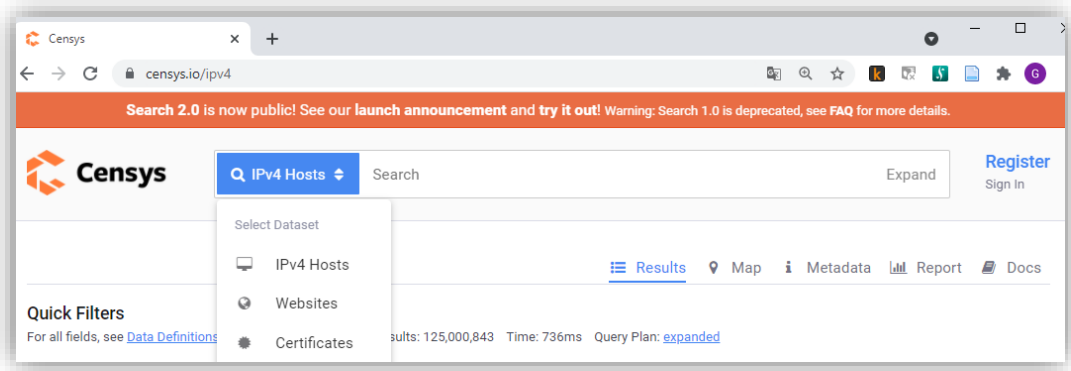 Censys
censys.io/ipv4
G
Search 2.0 is now public! See our launch announcement and try it out! Warning: Search 1.0 is deprecated, see FAQ for more details.
Censys
IPv4 Hosts
Search
Expand
Register
Sign In
Select Dataset
IPv4 Hosts
Websites
Certificates
Results Map Metadata Report Docs
Quick Filters
For all fields, see Data Definitions
sults: 125,000,843 Time: 736ms Query Plan: expanded